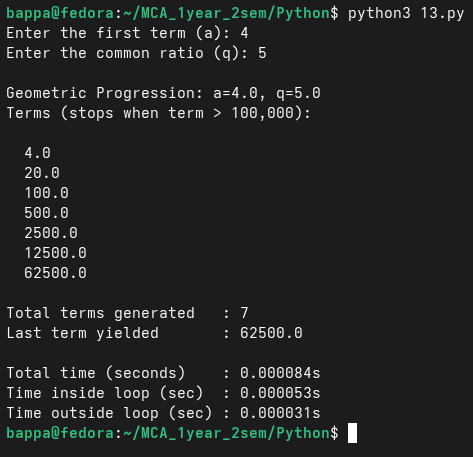 bappa@fedora:~/MCA_1year_2sem/Python$ python3 13.py
Enter the first term (a): 4
Enter the common ratio (q): 5

Geometric Progression: a=4.0, q=5.0
Terms (stops when term > 100,000):

  4.0
  20.0
  100.0
  500.0
  2500.0
  12500.0
  62500.0

Total terms generated   : 7
Last term yielded       : 62500.0

Total time (seconds)    : 0.000084s
Time inside loop (sec)  : 0.000053s
Time outside loop (sec) : 0.000031s
bappa@fedora:~/MCA_1year_2sem/Python$